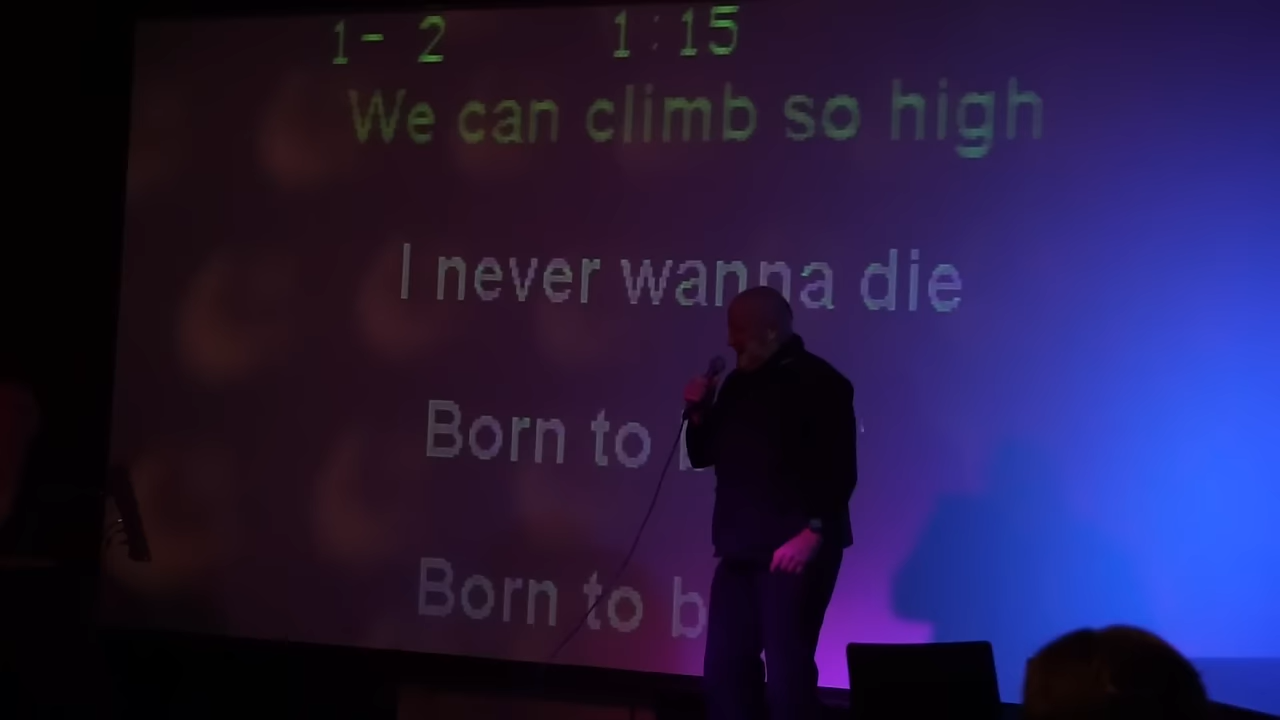 1- 2 1:15
We can climb so high
I never wanna die
Born to
Born to